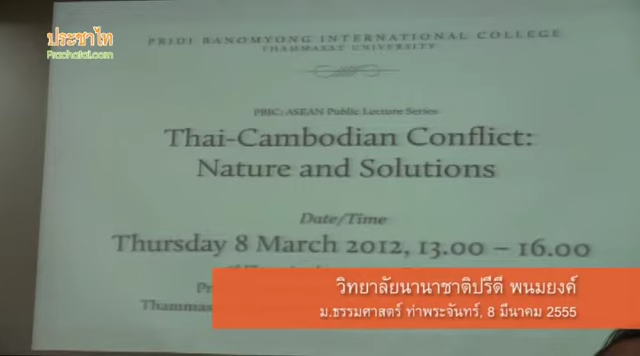 ประชาไท
Prachatai.com
PRIDI BANOMYONG INTERNATIONAL COLLEGE
THAMMASAT UNIVERSITY
PBIC: ASEAN Public Lecture Series
Thai-Cambodian Conflict:
Nature and Solutions
Date/Time
Thursday 8 March 2012, 13.00 – 16.00
วิทยาลัยนานาชาติปรีดี พนมยงค์
ม.ธรรมศาสตร์ ท่าพระจันทร์, 8 มีนาคม 2555